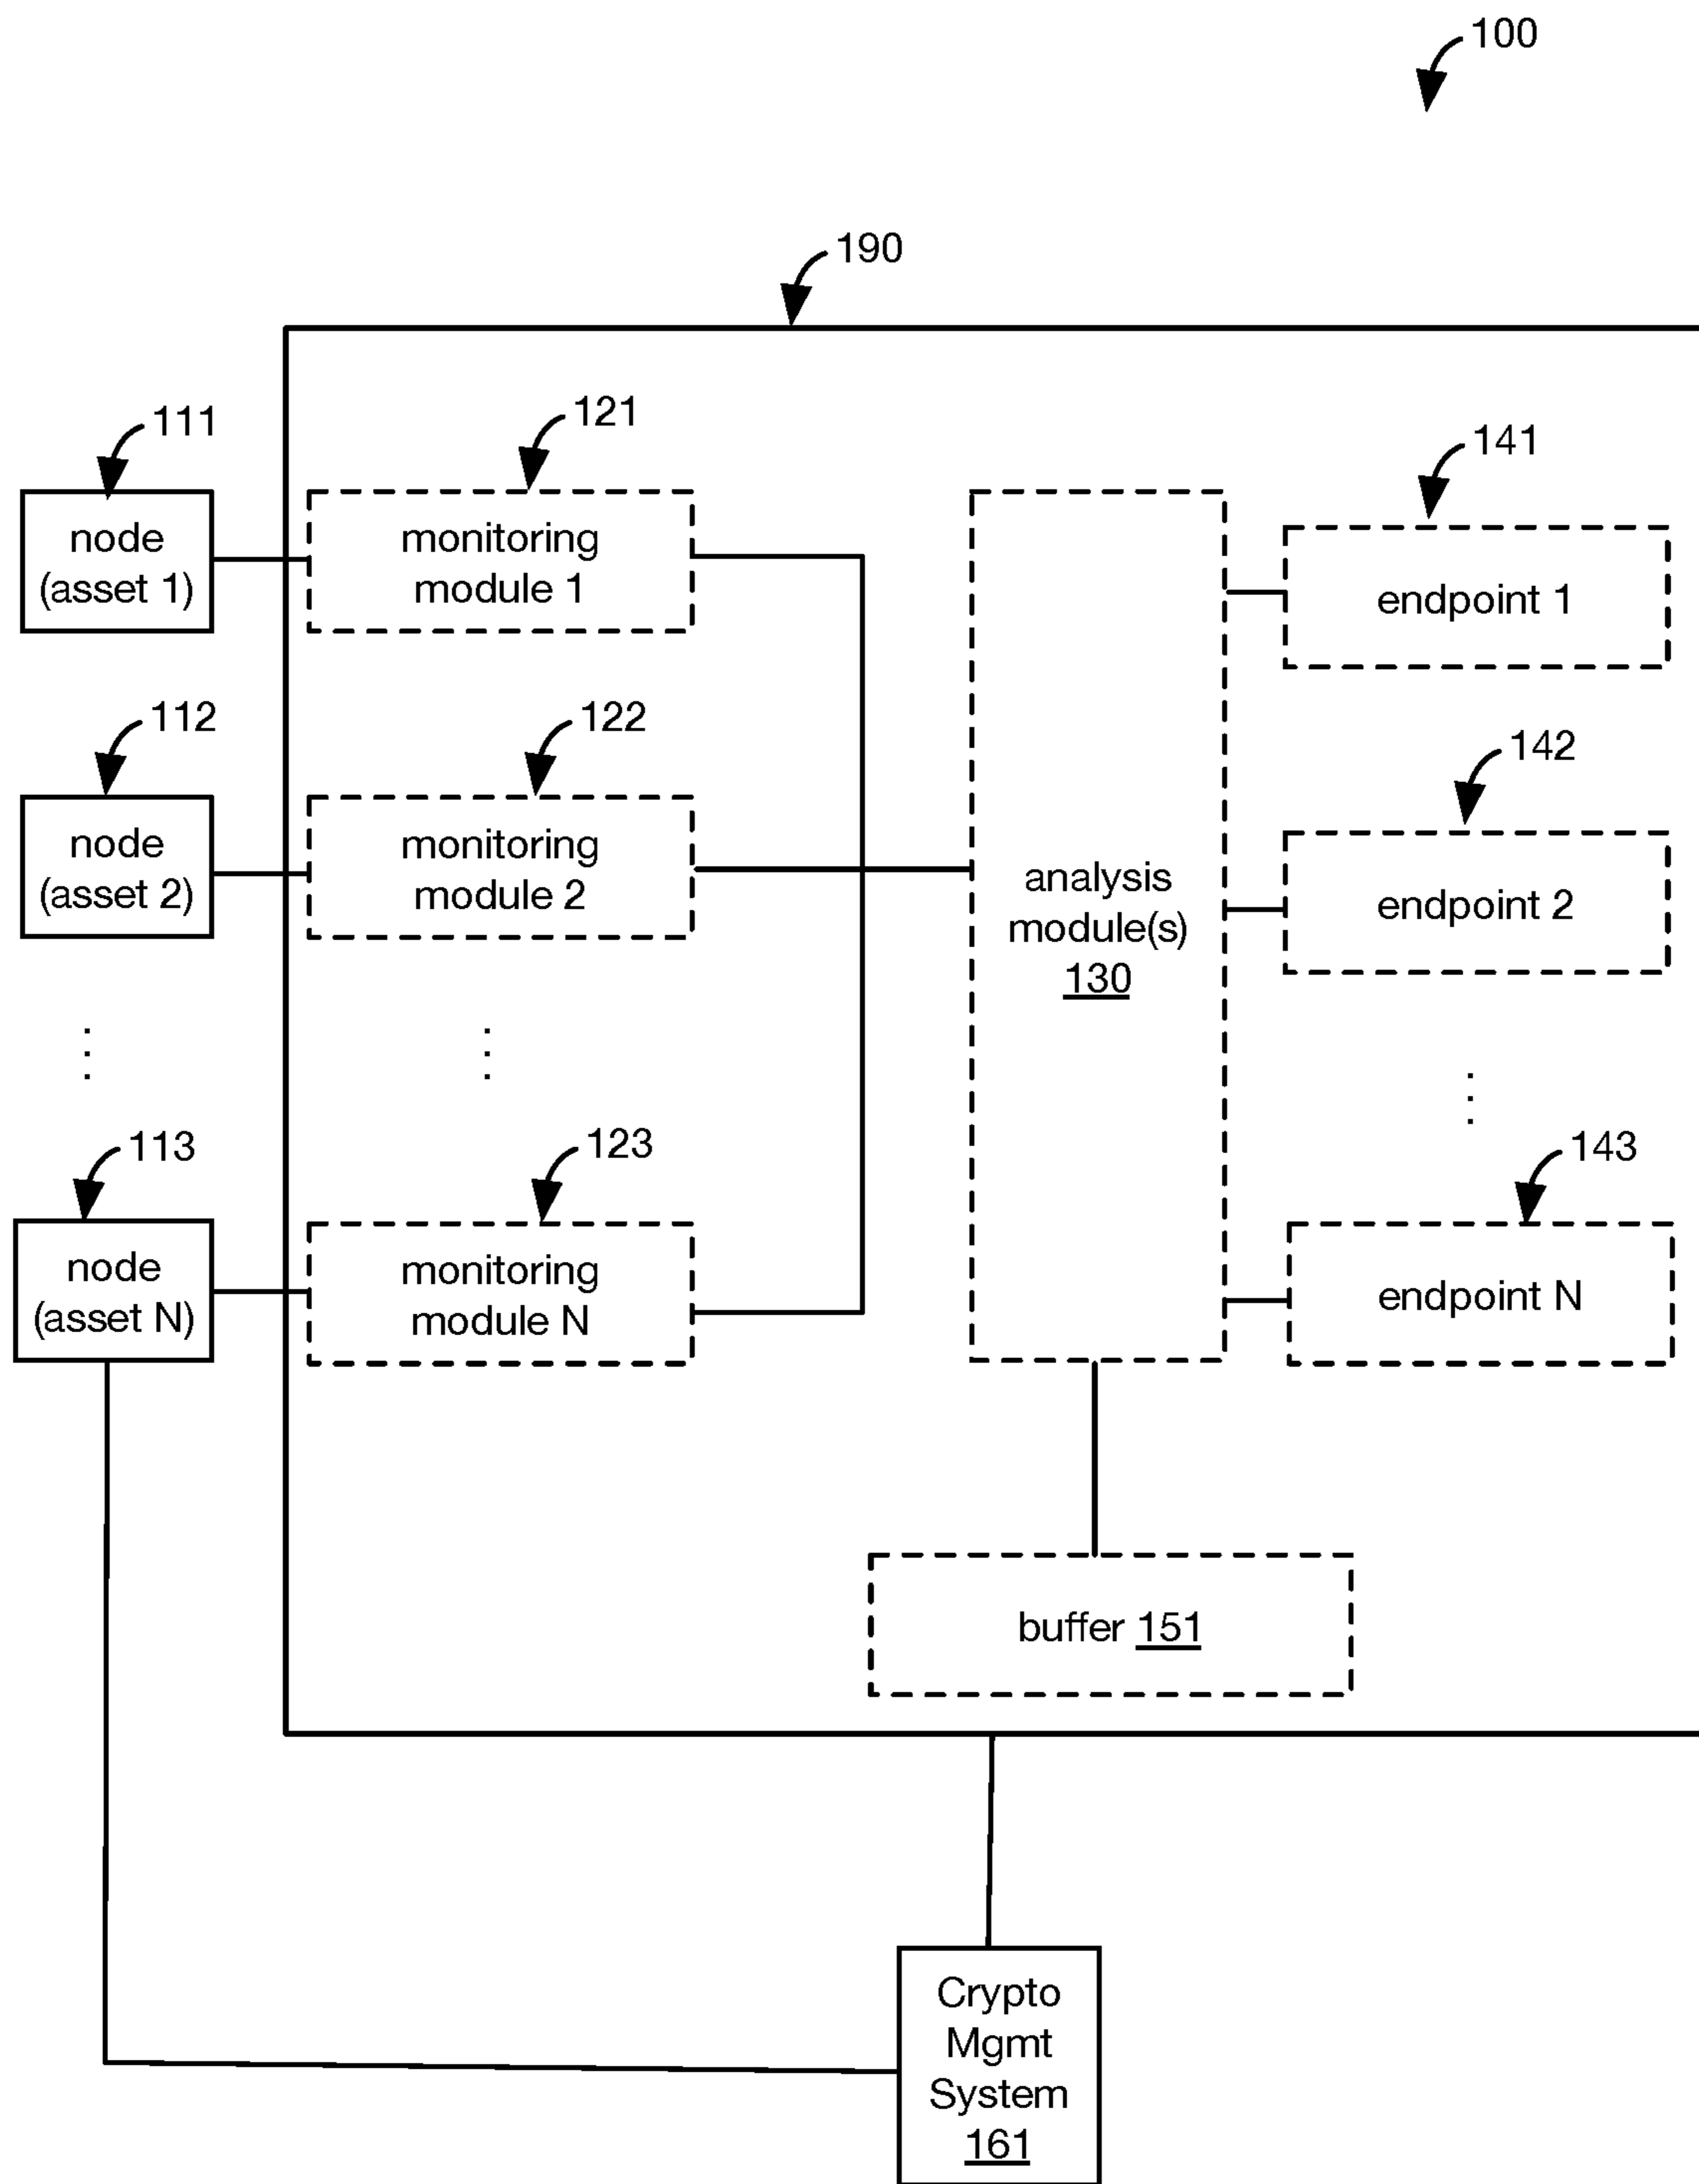 100
190
111
121
141
node
(asset 1)
monitoring
module 1
endpoint 1
112
122
142
node
(asset 2)
monitoring
module 2
analysis
module(s)
130
endpoint 2
113
123
143
node
(asset N)
monitoring
module N
endpoint N
buffer 151
Crypto
Mgmt
System
161